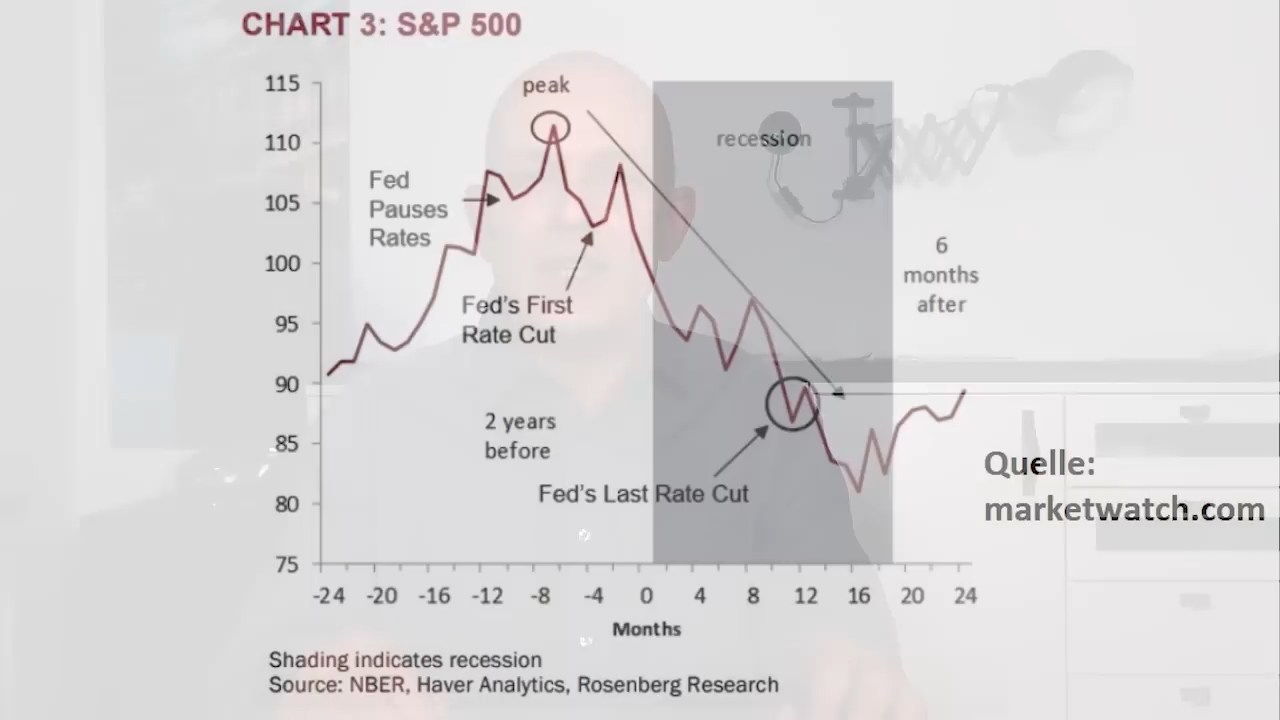 CHART 3: S&P 500
115
110
105
100
95
90
85
80
75
peak
recession
Fed
Pauses
Rates
6
months
after
Fed's First
Rate Cut
2 years
before
Fed's Last Rate Cut
Quelle:
marketwatch.com
-24 -20 -16 -12 -8 -4 0 4 8 12 16 20 24
Months
Shading indicates recession
Source: NBER, Haver Analytics, Rosenberg Research